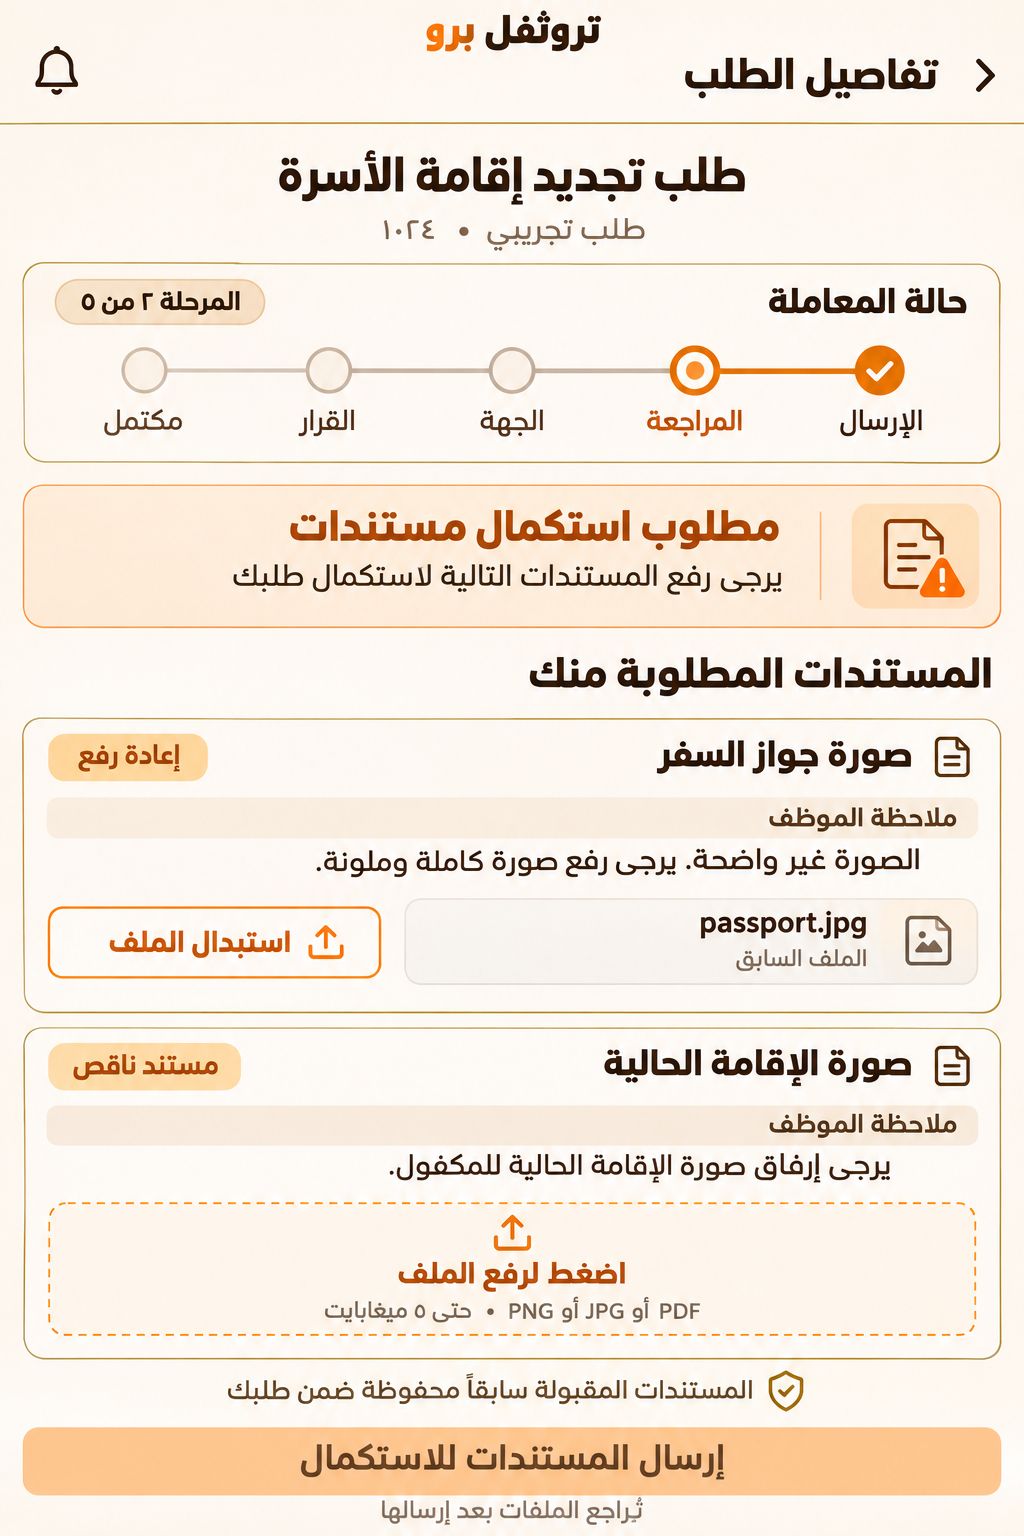 تروثفل برو
تفاصيل الطلب
طلب تجديد إقامة الأسرة
طلب تجريبي • ١٠٢٤
حالة المعاملة
المرحلة ٢ من ٥
الإرسال
المراجعة
الجهة
القرار
مكتمل
مطلوب استكمال مستندات
يرجى رفع المستندات التالية لاستكمال طلبك
المستندات المطلوبة منك
صورة جواز السفر
إعادة رفع
ملاحظة الموظف
الصورة غير واضحة. يرجى رفع صورة كاملة وملونة.
passport.jpg
الملف السابق
استبدال الملف
صورة الإقامة الحالية
مستند ناقص
ملاحظة الموظف
يرجى إرفاق صورة الإقامة الحالية للمكفول.
اضغط لرفع الملف
PDF أو JPG أو PNG • حتى ٥ ميغابايت
المستندات المقبولة سابقاً محفوظة ضمن طلبك
إرسال المستندات للاستكمال
تُراجع الملفات بعد إرسالها